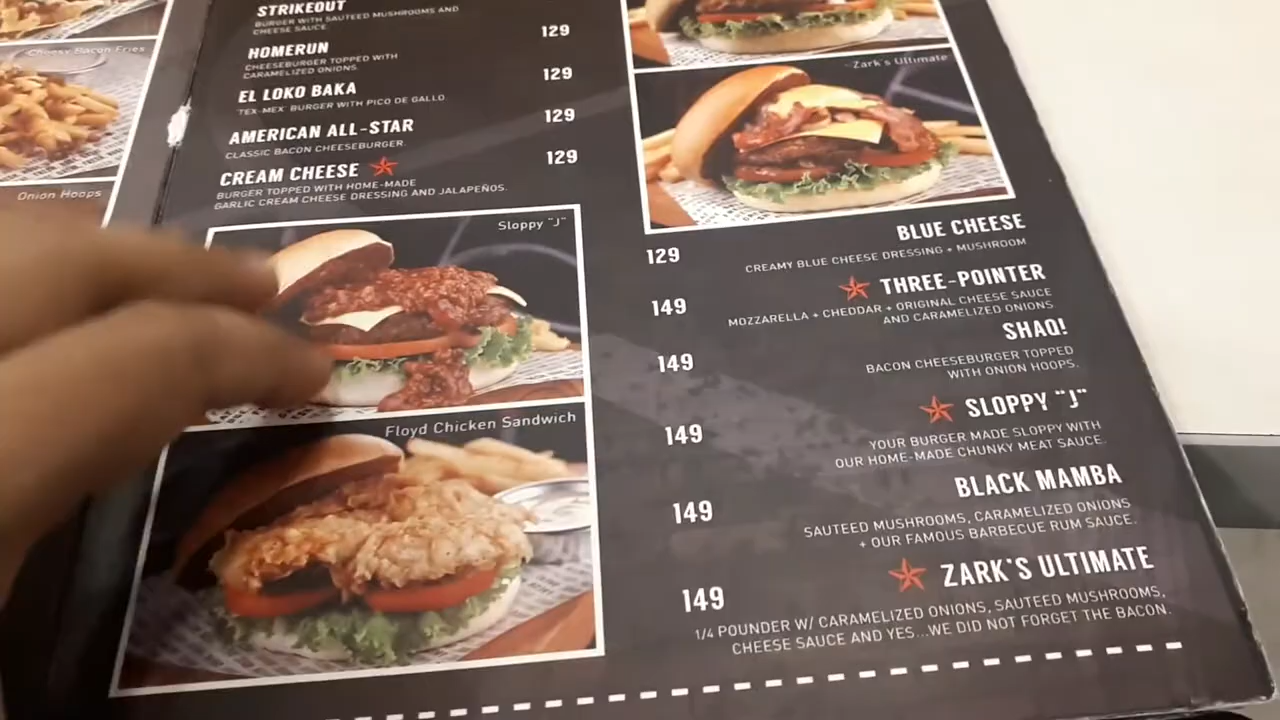 Cheesy Bacon Fries
Onion Hoops
STRIKEOUT
BURGER WITH SAUTEED MUSHROOMS AND
CHEESE SAUCE.
129
HOMERUN
CHEESEBURGER TOPPED WITH
CARAMELIZED ONIONS.
129
EL LOKO BAKA
TEX-MEX BURGER WITH PICO DE GALLO
129
AMERICAN ALL-STAR
CLASSIC BACON CHEESEBURGER.
129
CREAM CHEESE
BURGER TOPPED WITH HOME-MADE
GARLIC CREAM CHEESE DRESSING AND JALAPEÑOS.
Sloppy "J"
Floyd Chicken Sandwich
Zark's Ultimate
BLUE CHEESE
129
CREAMY BLUE CHEESE DRESSING + MUSHROOM
THREE-POINTER
149
MOZZARELLA + CHEDDAR + ORIGINAL CHEESE SAUCE
AND CARAMELIZED ONIONS
SHAQ!
149
BACON CHEESEBURGER TOPPED
WITH ONION HOOPS.
SLOPPY "J"
149
YOUR BURGER MADE SLOPPY WITH
OUR HOME-MADE CHUNKY MEAT SAUCE.
BLACK MAMBA
149
SAUTEED MUSHROOMS, CARAMELIZED ONIONS
+ OUR FAMOUS BARBECUE RUM SAUCE.
ZARK'S ULTIMATE
149
1/4 POUNDER W/ CARAMELIZED ONIONS, SAUTEED MUSHROOMS,
CHEESE SAUCE AND YES...WE DID NOT FORGET THE BACON.